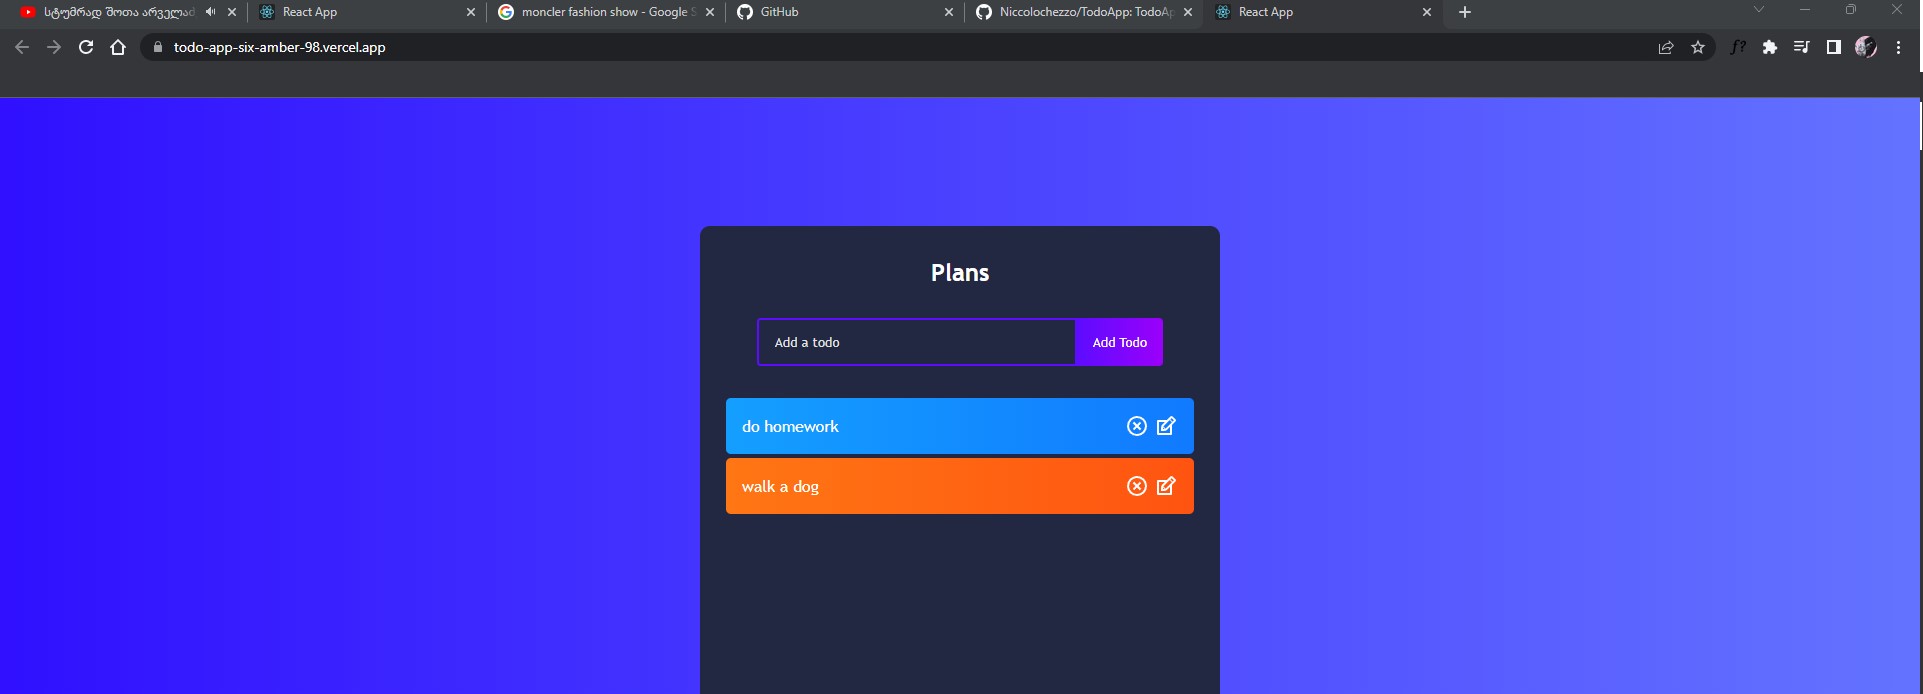 სტუმრად შოთა არველაძ
React App
moncler fashion show - Google S
GitHub
Niccolochezzo/TodoApp: TodoAp
React App
todo-app-six-amber-98.vercel.app
f?
Plans
Add a todo
Add Todo
do homework
walk a dog